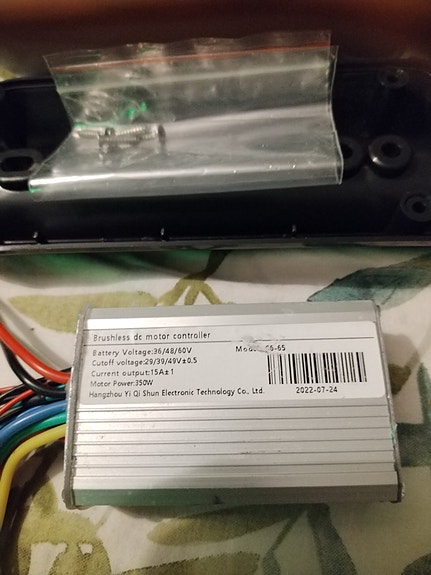 Brushless dc motor controller
Battery Voltage:36/48/60V
Cutoff voltage:29/39/49V±0.5
Current output:15A±1
Motor Power:350W
Hangzhou Yi Qi Shun Electronic Technology Co., Ltd.
2022-07-24